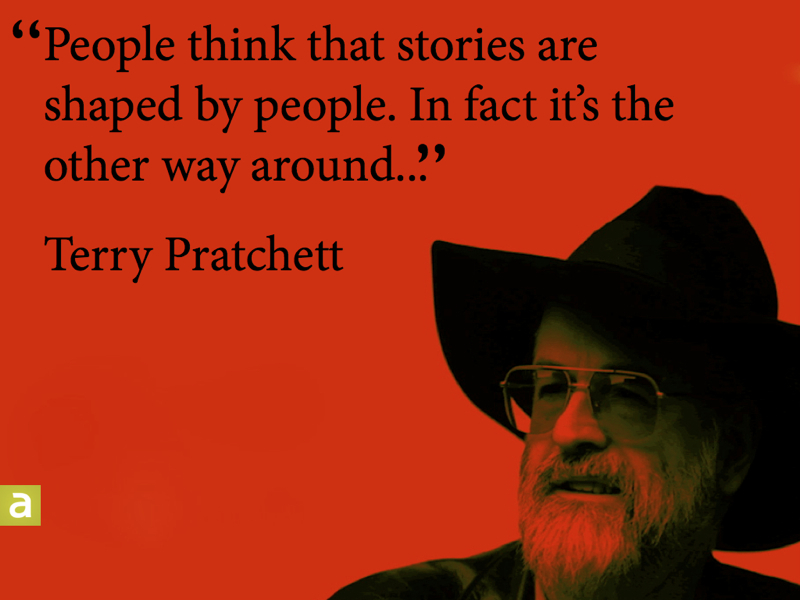 “People think that stories are
shaped by people. In fact it’s the
other way around...”
Terry Pratchett
a